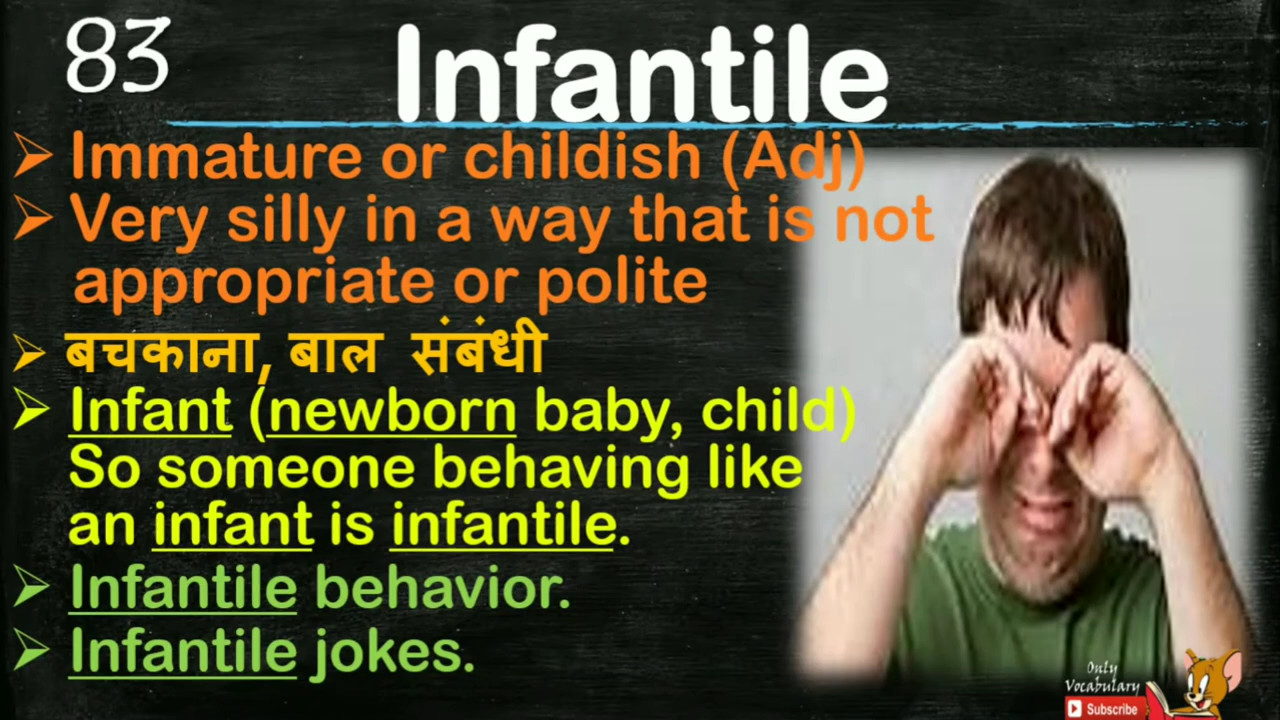 83
Infantile
➢ Immature or childish (Adj)
➢ Very silly in a way that is not
appropriate or polite
➢ बचकाना, बाल संबंधी
➢ Infant (newborn baby, child)
So someone behaving like
an infant is infantile.
➢ Infantile behavior.
➢ Infantile jokes.
Only
Vocabulary
Subscribe